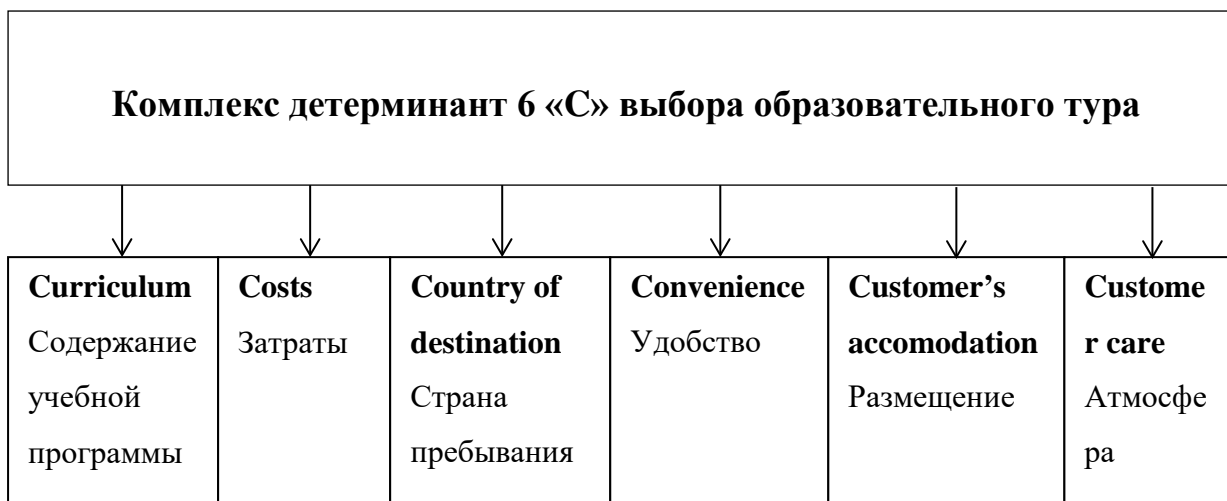 Комплекс детерминант 6 «С» выбора образовательного тура
Curriculum
Содержание
учебной
программы
Costs
Затраты
Country of
destination
Страна
пребывания
Convenience
Удобство
Customer’s
accomodation
Размещение
Custome
r care
Атмосфе
ра